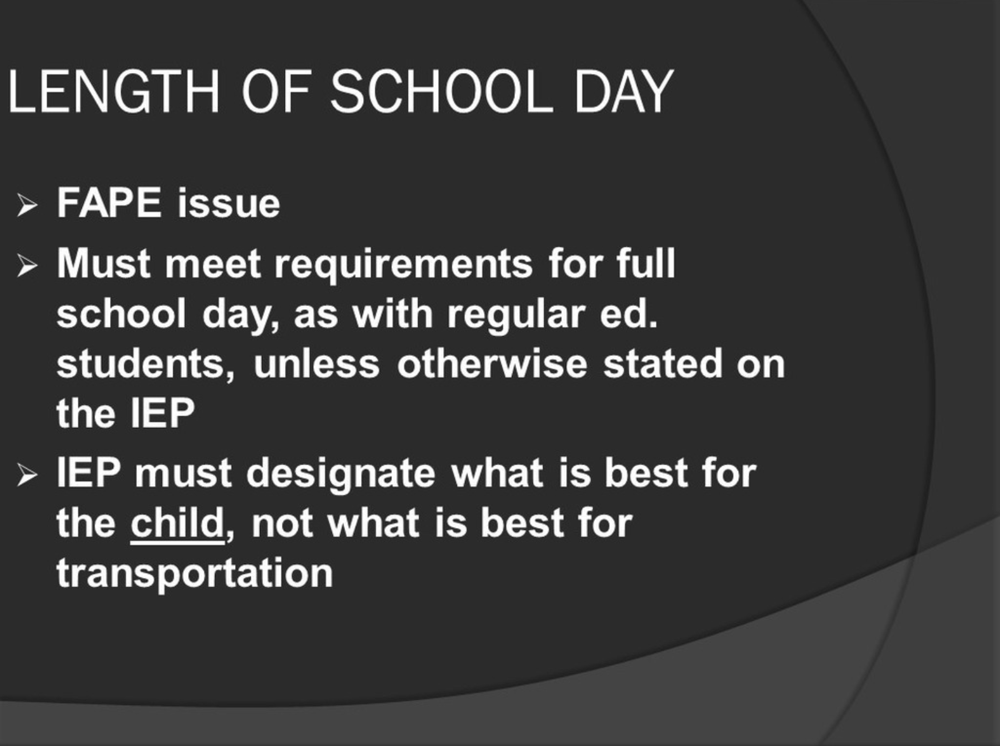 LENGTH OF SCHOOL DAY
➢ FAPE issue
➢ Must meet requirements for full
school day, as with regular ed.
students, unless otherwise stated on
the IEP
➢ IEP must designate what is best for
the child, not what is best for
transportation